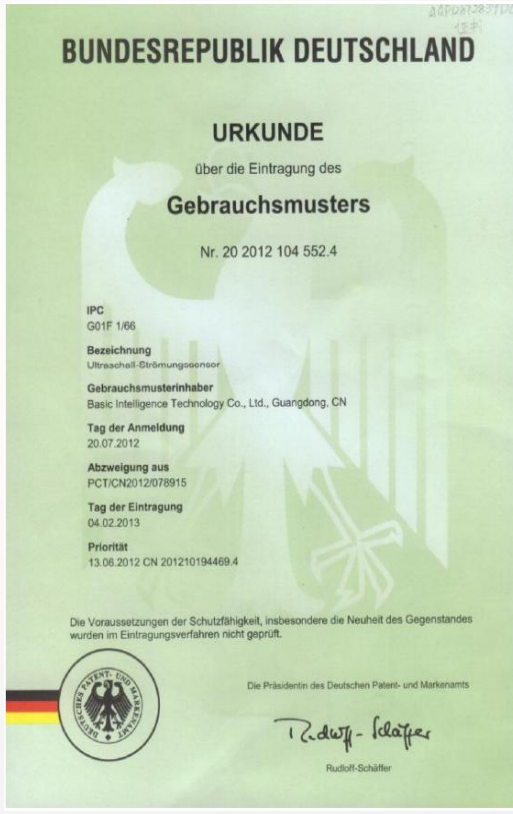 BUNDESREPUBLIK DEUTSCHLAND
URKUNDE
über die Eintragung des
Gebrauchsmusters
Nr. 20 2012 104 552.4
IPC
G01F 1/66
Bezeichnung
Ultraschall-Strömungssensor
Gebrauchsmusterinhaber
Basic Intelligence Technology Co., Ltd., Guangdong, CN
Tag der Anmeldung
20.07.2012
Abzweigung aus
PCT/CN2012/078915
Tag der Eintragung
04.02.2013
Priorität
13.06.2012 CN 201210194469.4
Die Voraussetzungen der Schutzfähigkeit, insbesondere die Neuheit des Gegenstandes
wurden im Eintragungsverfahren nicht geprüft.
DEUTSCHES PATENT- UND MARKENAMT
Die Präsidentin des Deutschen Patent- und Markenamts
Rudloff-Schäffer
Rudloff-Schäffer